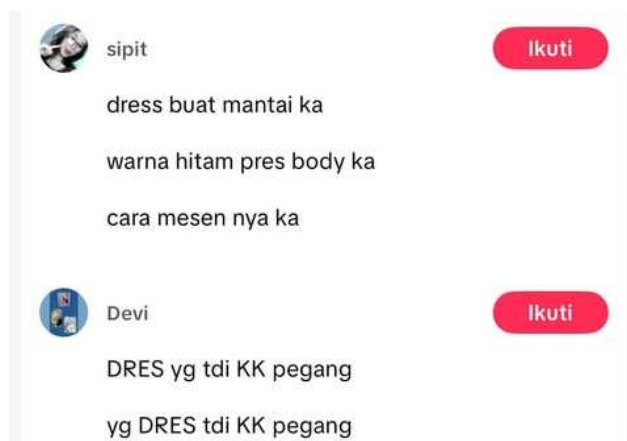 sipit
Ikuti
dress buat mantai ka
warna hitam pres body ka
cara mesen nya ka
Devi
Ikuti
DRES yg tdi KK pegang
yg DRES tdi KK pegang